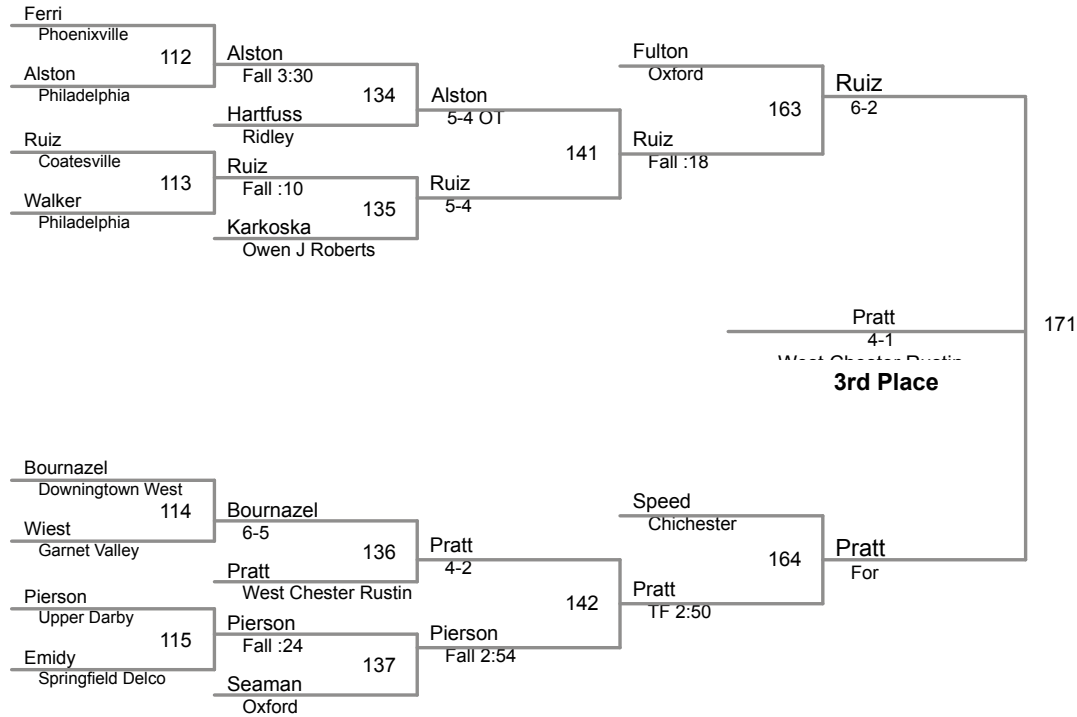 Ferri
Phoenixville
112
Alston
Philadelphia
Alston
Fall 3:30
134
Hartfuss
Ridley
Ruiz
Coatesville
113
Walker
Philadelphia
Ruiz
Fall :10
135
Karkoska
Owen J Roberts
Alston
5-4 OT
141
Ruiz
5-4
Fulton
Oxford
163
Ruiz
Fall :18
Ruiz
6-2
Pratt
4-1
West Chester Rustin
3rd Place
171
Bournazel
Downingtown West
114
Wiest
Garnet Valley
Bournazel
6-5
136
Pratt
West Chester Rustin
Pierson
Upper Darby
115
Emidy
Springfield Delco
Pierson
Fall :24
137
Seaman
Oxford
Pratt
4-2
142
Pierson
Fall 2:54
Speed
Chichester
164
Pratt
TF 2:50
Pratt
For